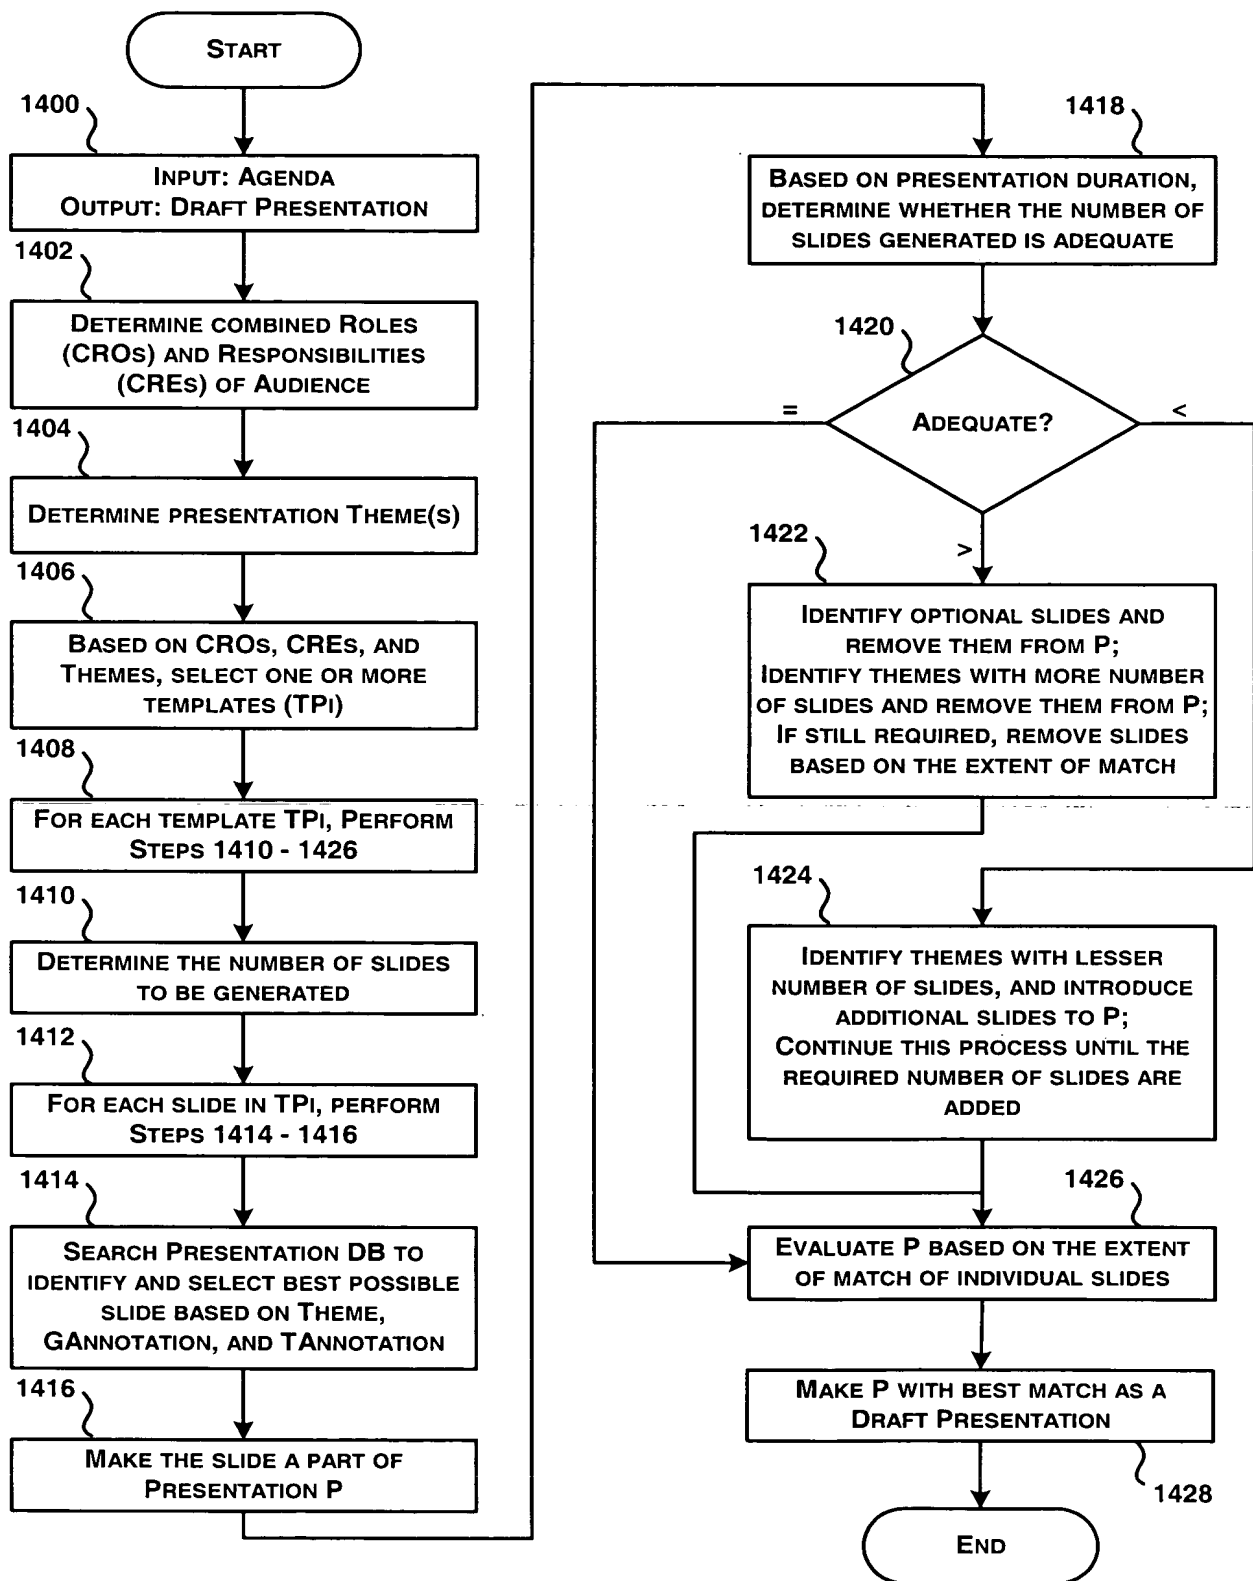 START
1400
INPUT: AGENDA
OUTPUT: DRAFT PRESENTATION
1402
DETERMINE COMBINED ROLES
(CROS) AND RESPONSIBILITIES
(CRES) OF AUDIENCE
1404
DETERMINE PRESENTATION THEME(S)
1406
BASED ON CROS, CRES, AND
THEMES, SELECT ONE OR MORE
TEMPLATES (TPI)
1408
FOR EACH TEMPLATE TPI, PERFORM
STEPS 1410 - 1426
1410
DETERMINE THE NUMBER OF SLIDES
TO BE GENERATED
1412
FOR EACH SLIDE IN TPI, PERFORM
STEPS 1414 - 1416
1414
SEARCH PRESENTATION DB TO
IDENTIFY AND SELECT BEST POSSIBLE
SLIDE BASED ON THEME,
GANNOTATION, AND TANNOTATION
1416
MAKE THE SLIDE A PART OF
PRESENTATION P
1418
BASED ON PRESENTATION DURATION,
DETERMINE WHETHER THE NUMBER OF
SLIDES GENERATED IS ADEQUATE
1420
=
ADEQUATE?
<
>
1422
IDENTIFY OPTIONAL SLIDES AND
REMOVE THEM FROM P;
IDENTIFY THEMES WITH MORE NUMBER
OF SLIDES AND REMOVE THEM FROM P;
IF STILL REQUIRED, REMOVE SLIDES
BASED ON THE EXTENT OF MATCH
1424
IDENTIFY THEMES WITH LESSER
NUMBER OF SLIDES, AND INTRODUCE
ADDITIONAL SLIDES TO P;
CONTINUE THIS PROCESS UNTIL THE
REQUIRED NUMBER OF SLIDES ARE
ADDED
1426
EVALUATE P BASED ON THE EXTENT
OF MATCH OF INDIVIDUAL SLIDES
MAKE P WITH BEST MATCH AS A
DRAFT PRESENTATION
1428
END